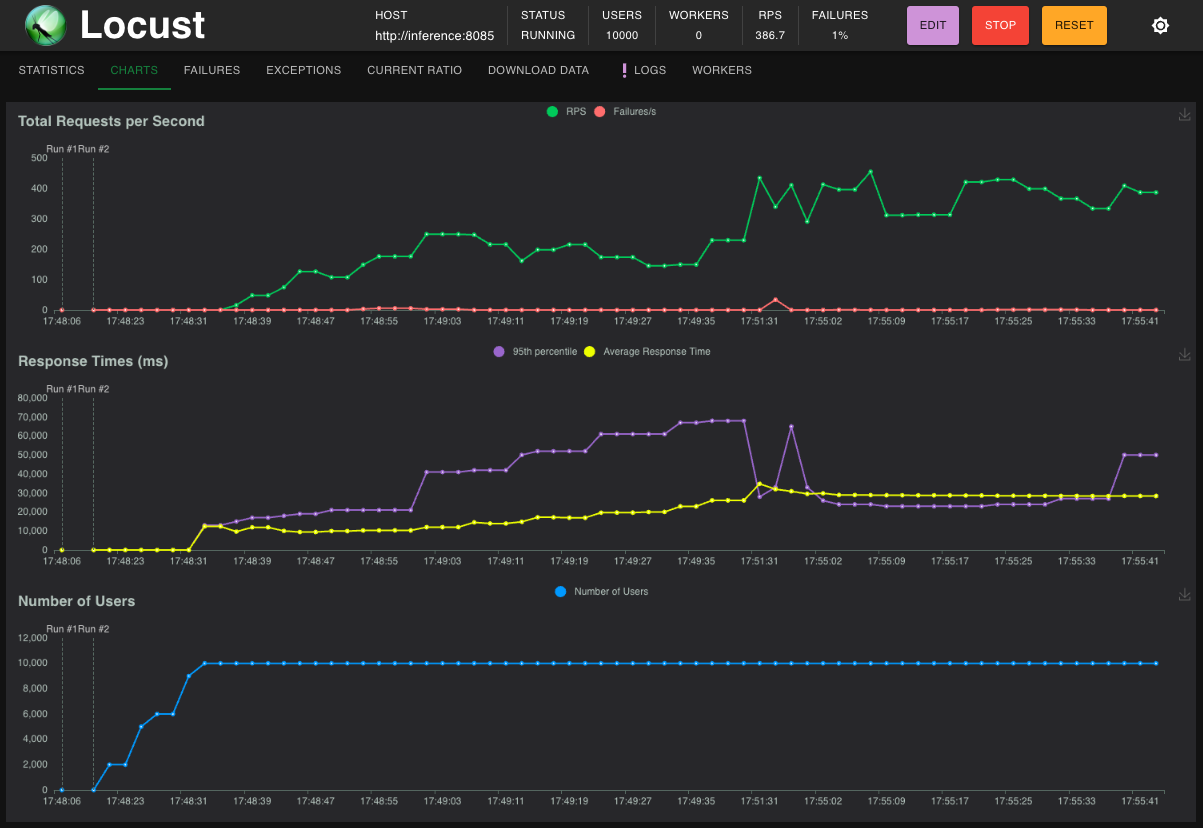 Locust
HOST
http://inference:8085
STATUS
RUNNING
USERS
10000
WORKERS
0
RPS
386.7
FAILURES
1%
EDIT
STOP
RESET
STATISTICS CHARTS FAILURES EXCEPTIONS CURRENT RATIO DOWNLOAD DATA ! LOGS WORKERS
Total Requests per Second
RPS Failures/s
Run #1 Run #2
500
400
300
200
100
0
17:48:06 17:48:23 17:48:31 17:48:39 17:48:47 17:48:55 17:49:03 17:49:11 17:49:19 17:49:27 17:49:35 17:51:31 17:55:02 17:55:09 17:55:17 17:55:25 17:55:33 17:55:41
Response Times (ms)
95th percentile Average Response Time
Run #1 Run #2
80,000
70,000
60,000
50,000
40,000
30,000
20,000
10,000
0
17:48:06 17:48:23 17:48:31 17:48:39 17:48:47 17:48:55 17:49:03 17:49:11 17:49:19 17:49:27 17:49:35 17:51:31 17:55:02 17:55:09 17:55:17 17:55:25 17:55:33 17:55:41
Number of Users
Number of Users
Run #1 Run #2
12,000
10,000
8,000
6,000
4,000
2,000
0
17:48:06 17:48:23 17:48:31 17:48:39 17:48:47 17:48:55 17:49:03 17:49:11 17:49:19 17:49:27 17:49:35 17:51:31 17:55:02 17:55:09 17:55:17 17:55:25 17:55:33 17:55:41